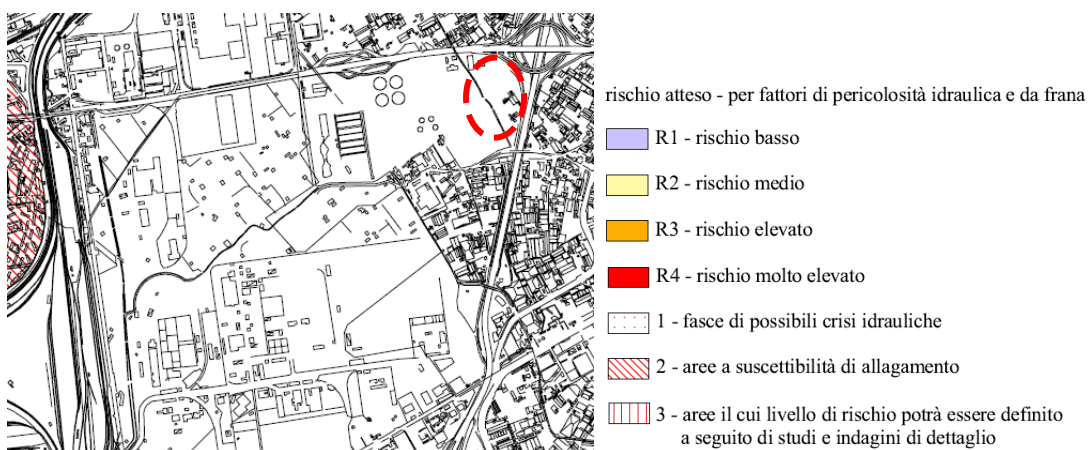 rischio atteso - per fattori di pericolosità idraulica e da frana
R1 - rischio basso
R2 - rischio medio
R3 - rischio elevato
R4 - rischio molto elevato
1 - fasce di possibili crisi idrauliche
2 - aree a suscettibilità di allagamento
3 - aree il cui livello di rischio potrà essere definito
a seguito di studi e indagini di dettaglio